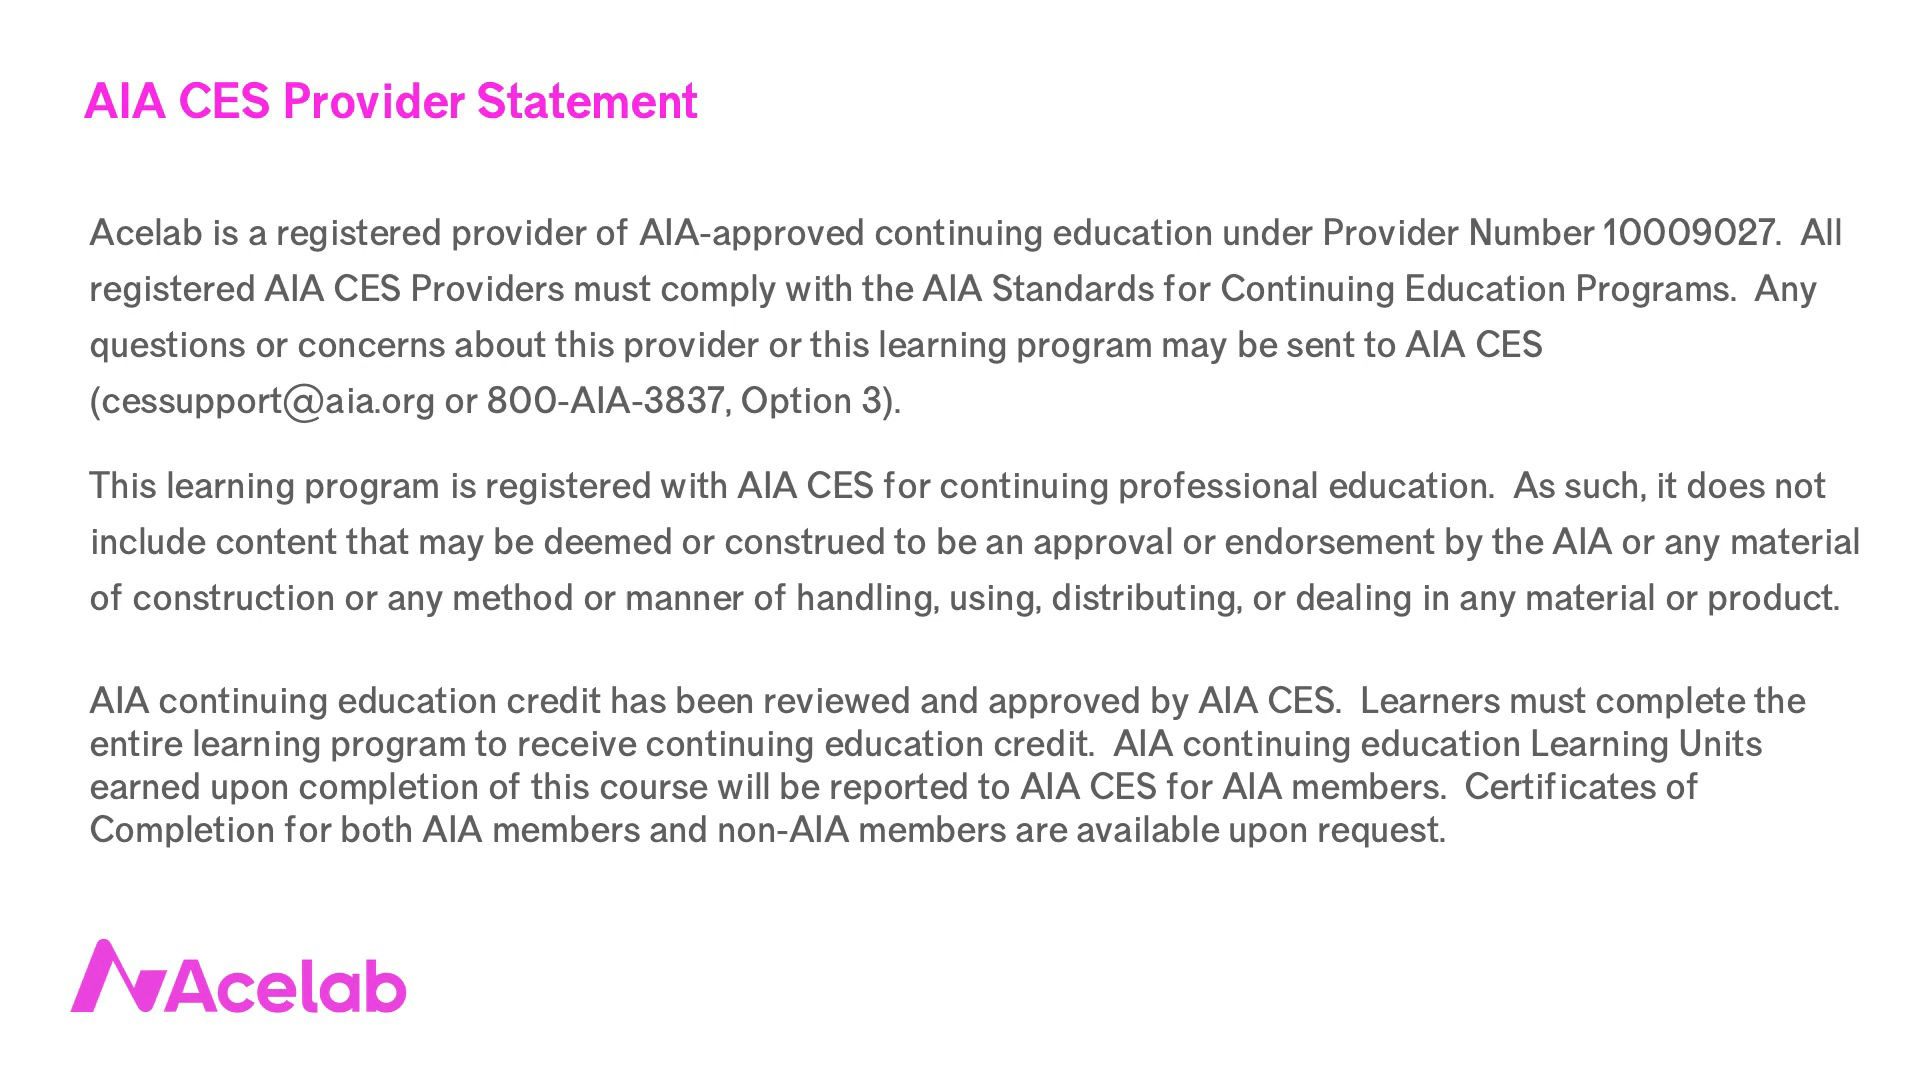 AIA CES Provider Statement
Acelab is a registered provider of AIA-approved continuing education under Provider Number 10009027.  All
registered AIA CES Providers must comply with the AIA Standards for Continuing Education Programs.  Any
questions or concerns about this provider or this learning program may be sent to AIA CES
(cessupport@aia.org or 800-AIA-3837, Option 3).
This learning program is registered with AIA CES for continuing professional education.  As such, it does not
include content that may be deemed or construed to be an approval or endorsement by the AIA or any material
of construction or any method or manner of handling, using, distributing, or dealing in any material or product.
AIA continuing education credit has been reviewed and approved by AIA CES.  Learners must complete the
entire learning program to receive continuing education credit.  AIA continuing education Learning Units
earned upon completion of this course will be reported to AIA CES for AIA members.  Certificates of
Completion for both AIA members and non-AIA members are available upon request.
Acelab